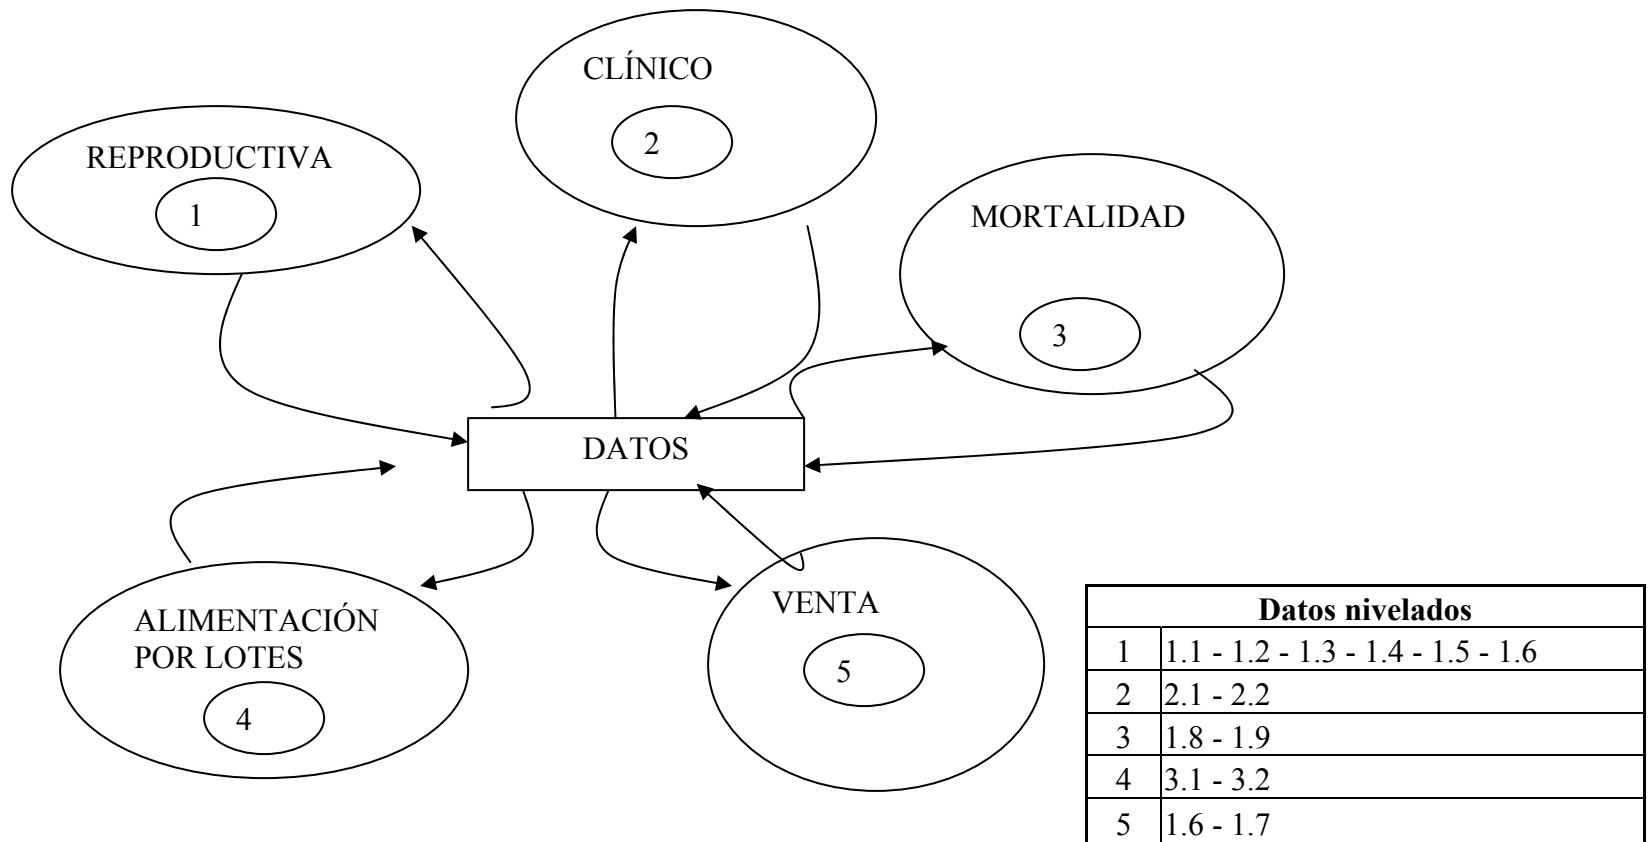 CLÍNICO
2
REPRODUCTIVA
1
MORTALIDAD
3
DATOS
ALIMENTACIÓN
POR LOTES
4
VENTA
5
Datos nivelados
1 1.1 - 1.2 - 1.3 - 1.4 - 1.5 - 1.6
2 2.1 - 2.2
3 1.8 - 1.9
4 3.1 - 3.2
5 1.6 - 1.7